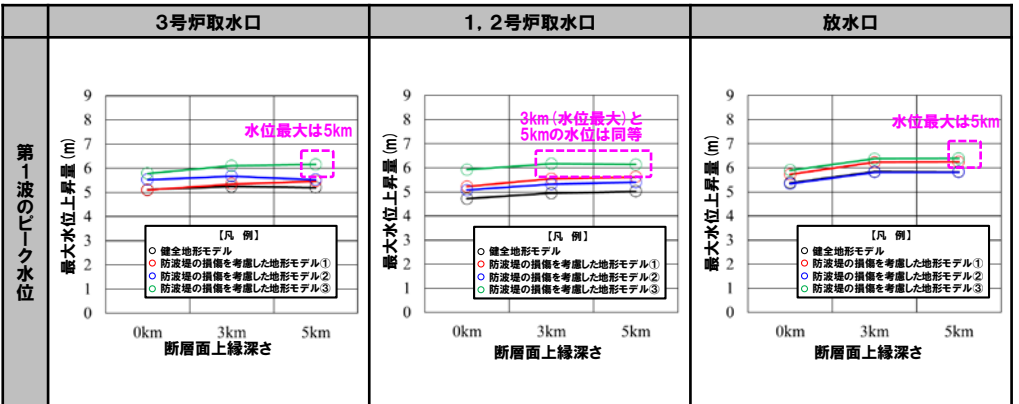 3号炉取水口
1，2号炉取水口
放水口
第1波のピーク水位
最大水位上昇量(m)
9
8
7
6
5
4
3
2
1
0
水位最大は5km
【凡 例】
健全地形モデル
防波堤の損傷を考慮した地形モデル①
防波堤の損傷を考慮した地形モデル②
防波堤の損傷を考慮した地形モデル③
0km 3km 5km
断層面上縁深さ
最大水位上昇量(m)
9
8
7
6
5
4
3
2
1
0
3km(水位最大)と
5kmの水位は同等
【凡 例】
健全地形モデル
防波堤の損傷を考慮した地形モデル①
防波堤の損傷を考慮した地形モデル②
防波堤の損傷を考慮した地形モデル③
0km 3km 5km
断層面上縁深さ
最大水位上昇量(m)
9
8
7
6
5
4
3
2
1
0
水位最大は5km
【凡 例】
健全地形モデル
防波堤の損傷を考慮した地形モデル①
防波堤の損傷を考慮した地形モデル②
防波堤の損傷を考慮した地形モデル③
0km 3km 5km
断層面上縁深さ